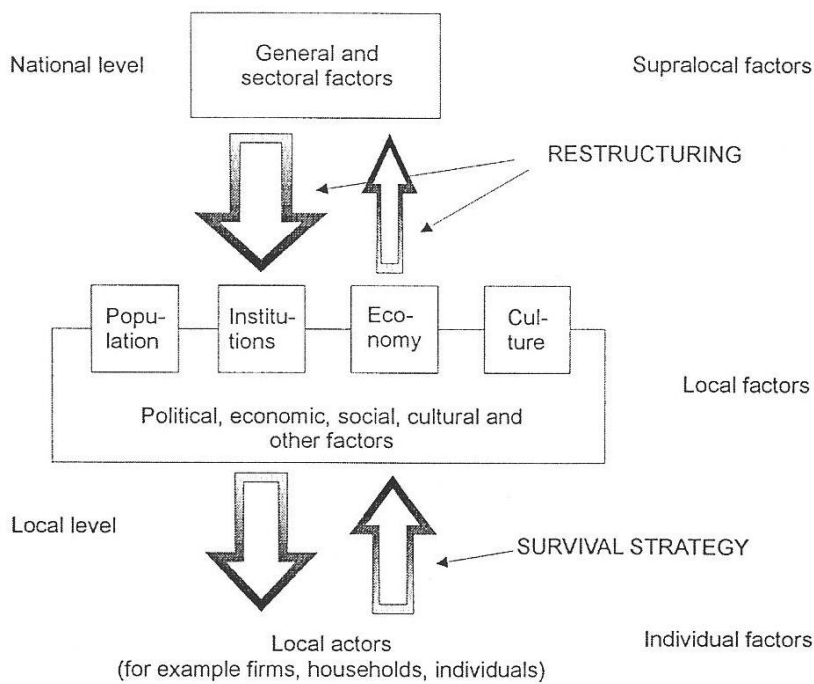 General and
sectoral factors
National level
Supralocal factors
RESTRUCTURING
Popu-
lation
Institu-
tions
Eco-
nomy
Cul-
ture
Local factors
Political, economic, social, cultural and
other factors
Local level
SURVIVAL STRATEGY
Local actors
(for example firms, households, individuals)
Individual factors